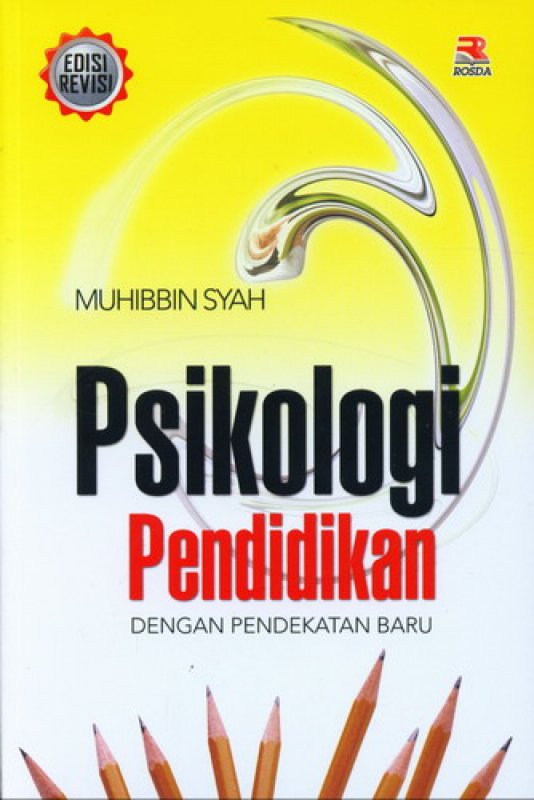 EDISI
REVISI
ROSDA
MUHIBBIN SYAH
Psikologi
Pendidikan
DENGAN PENDEKATAN BARU